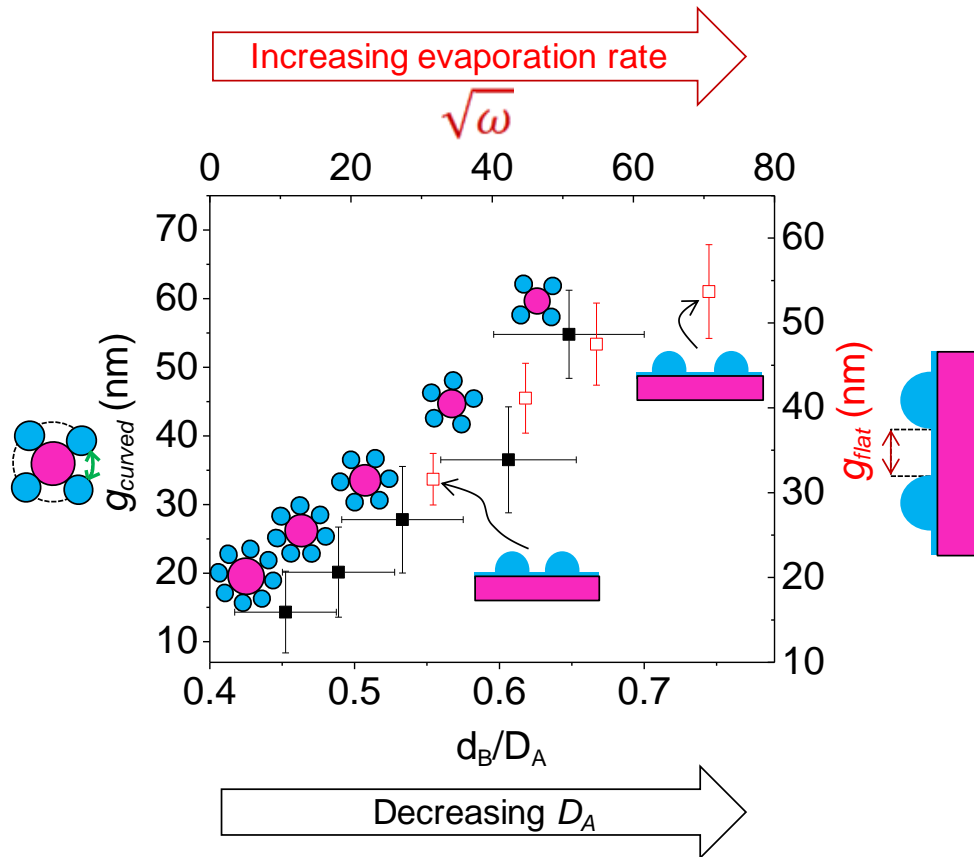 Increasing evaporation rate
√ω
0 20 40 60 80
70
60
50
40
30
20
10
g_curved (nm)
60
50
40
30
20
10
g_flat (nm)
0.4 0.5 0.6 0.7
d_B/D_A
Decreasing D_A